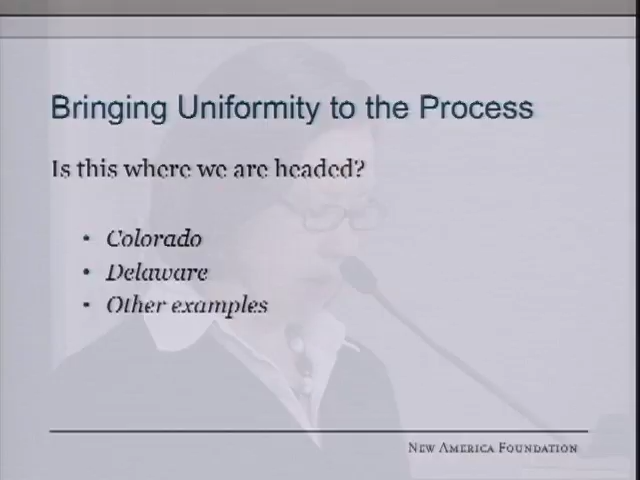 Bringing Uniformity to the Process
Is this where we are headed?
• Colorado
• Delaware
• Other examples
New America Foundation